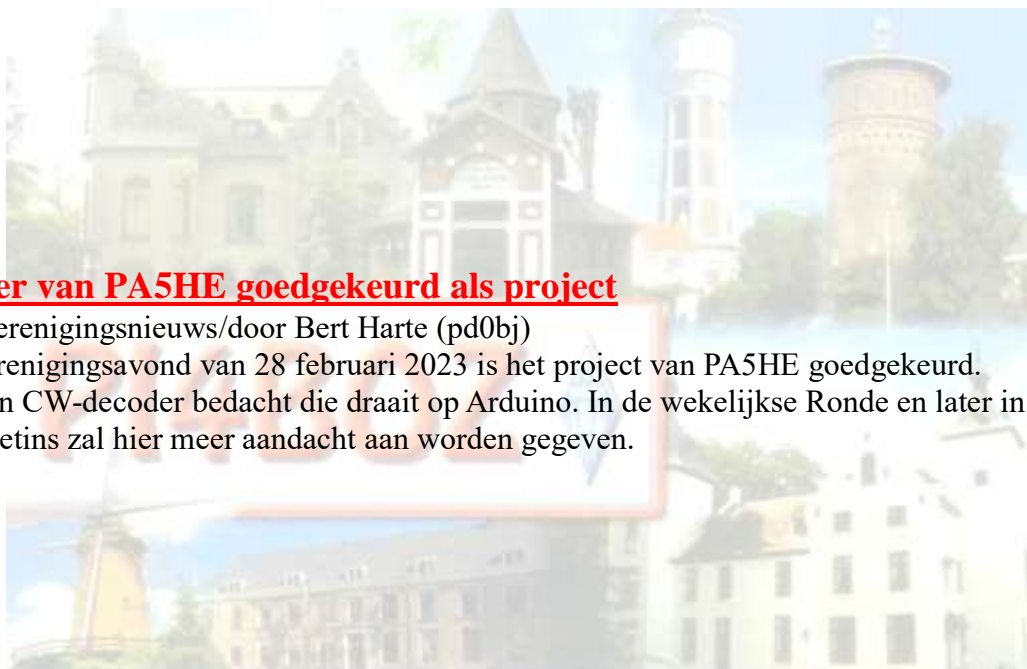 er van PA5HE goedgekeurd als project
erenigingsnieuws/door Bert Harte (pd0bj)
renigingsavond van 28 februari 2023 is het project van PA5HE goedgekeurd.
n CW-decoder bedacht die draait op Arduino. In de wekelijkse Ronde en later in
etins zal hier meer aandacht aan worden gegeven.
PI4BOZ